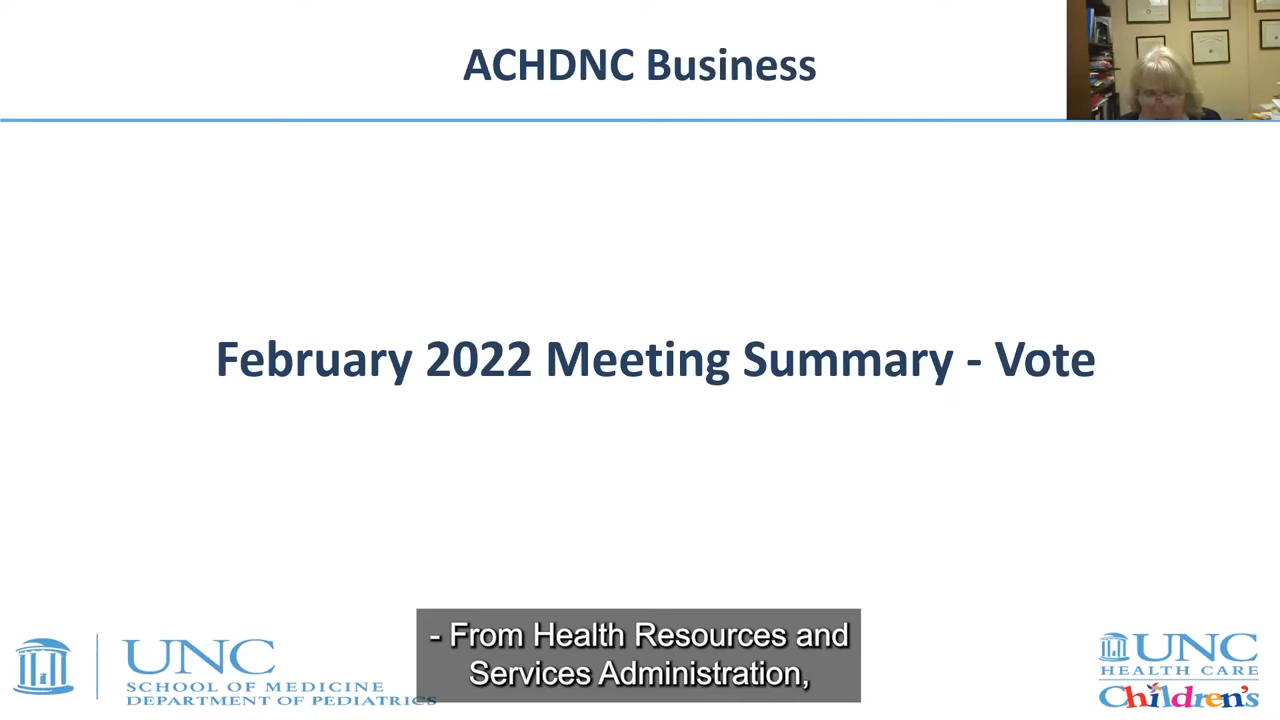 ACHDNC Business
February 2022 Meeting Summary - Vote
- From Health Resources and
Services Administration,
UNC
SCHOOL OF MEDICINE
DEPARTMENT OF PEDIATRICS
UNC
HEALTH CARE
Children's